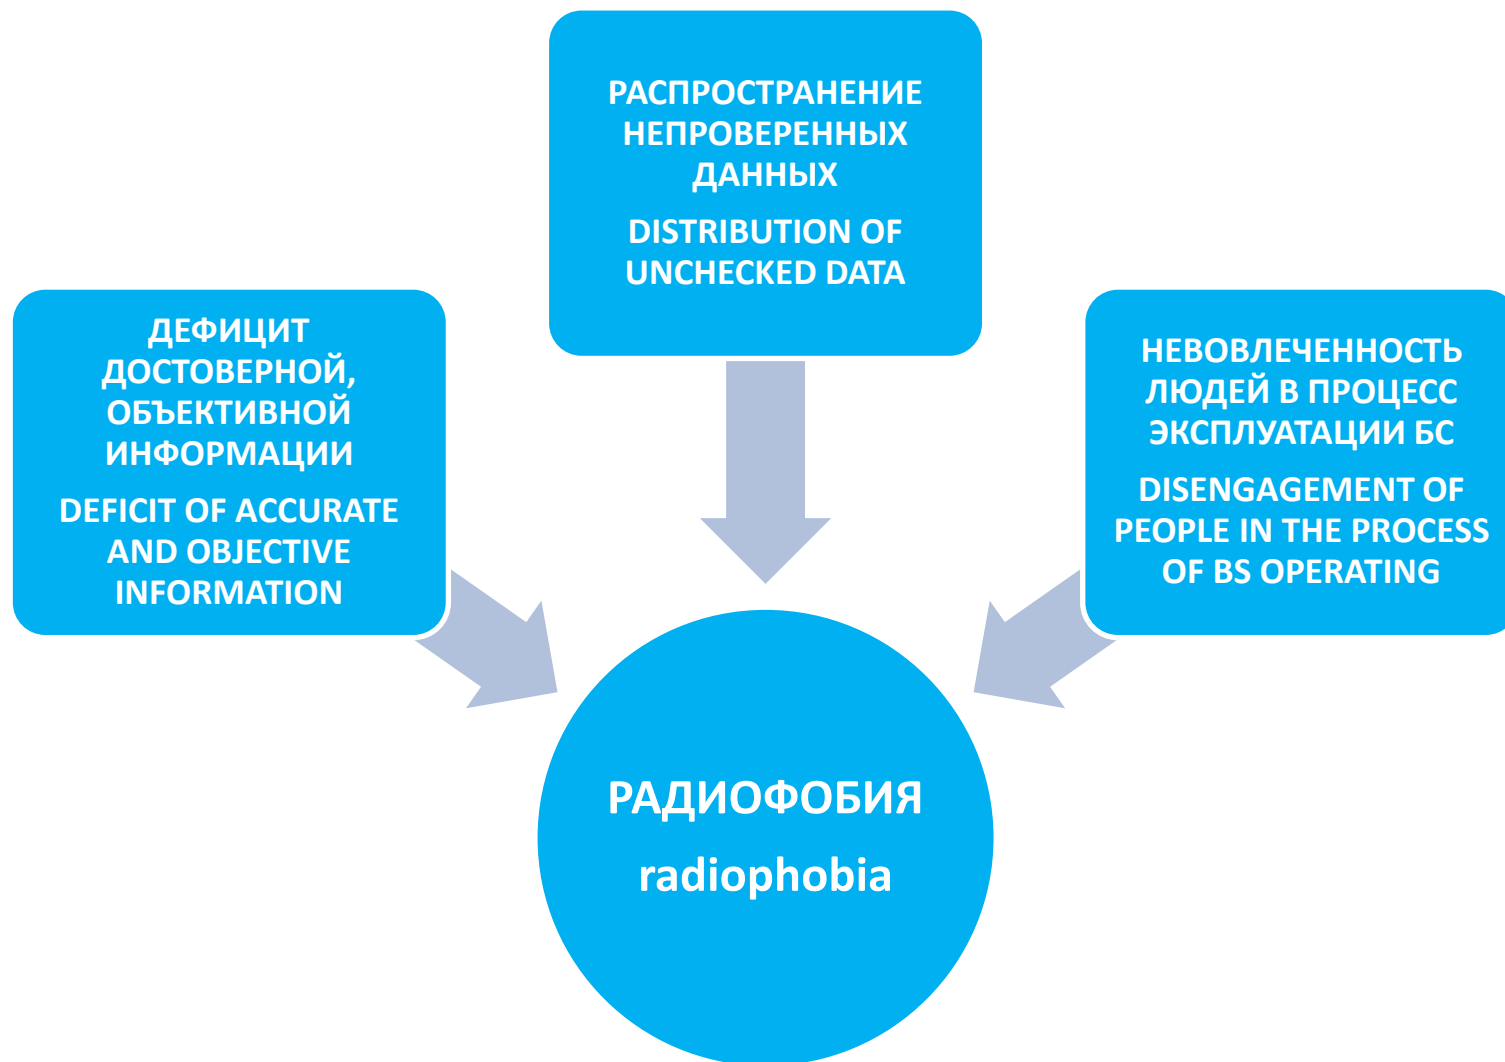 РАСПРОСТРАНЕНИЕ
НЕПРОВЕРЕННЫХ
ДАННЫХ
DISTRIBUTION OF
UNCHECKED DATA
ДЕФИЦИТ
ДОСТОВЕРНОЙ,
ОБЪЕКТИВНОЙ
ИНФОРМАЦИИ
DEFICIT OF ACCURATE
AND OBJECTIVE
INFORMATION
НЕВОВЛЕЧЕННОСТЬ
ЛЮДЕЙ В ПРОЦЕСС
ЭКСПЛУАТАЦИИ БС
DISENGAGEMENT OF
PEOPLE IN THE PROCESS
OF BS OPERATING
РАДИОФОБИЯ
radiophobia